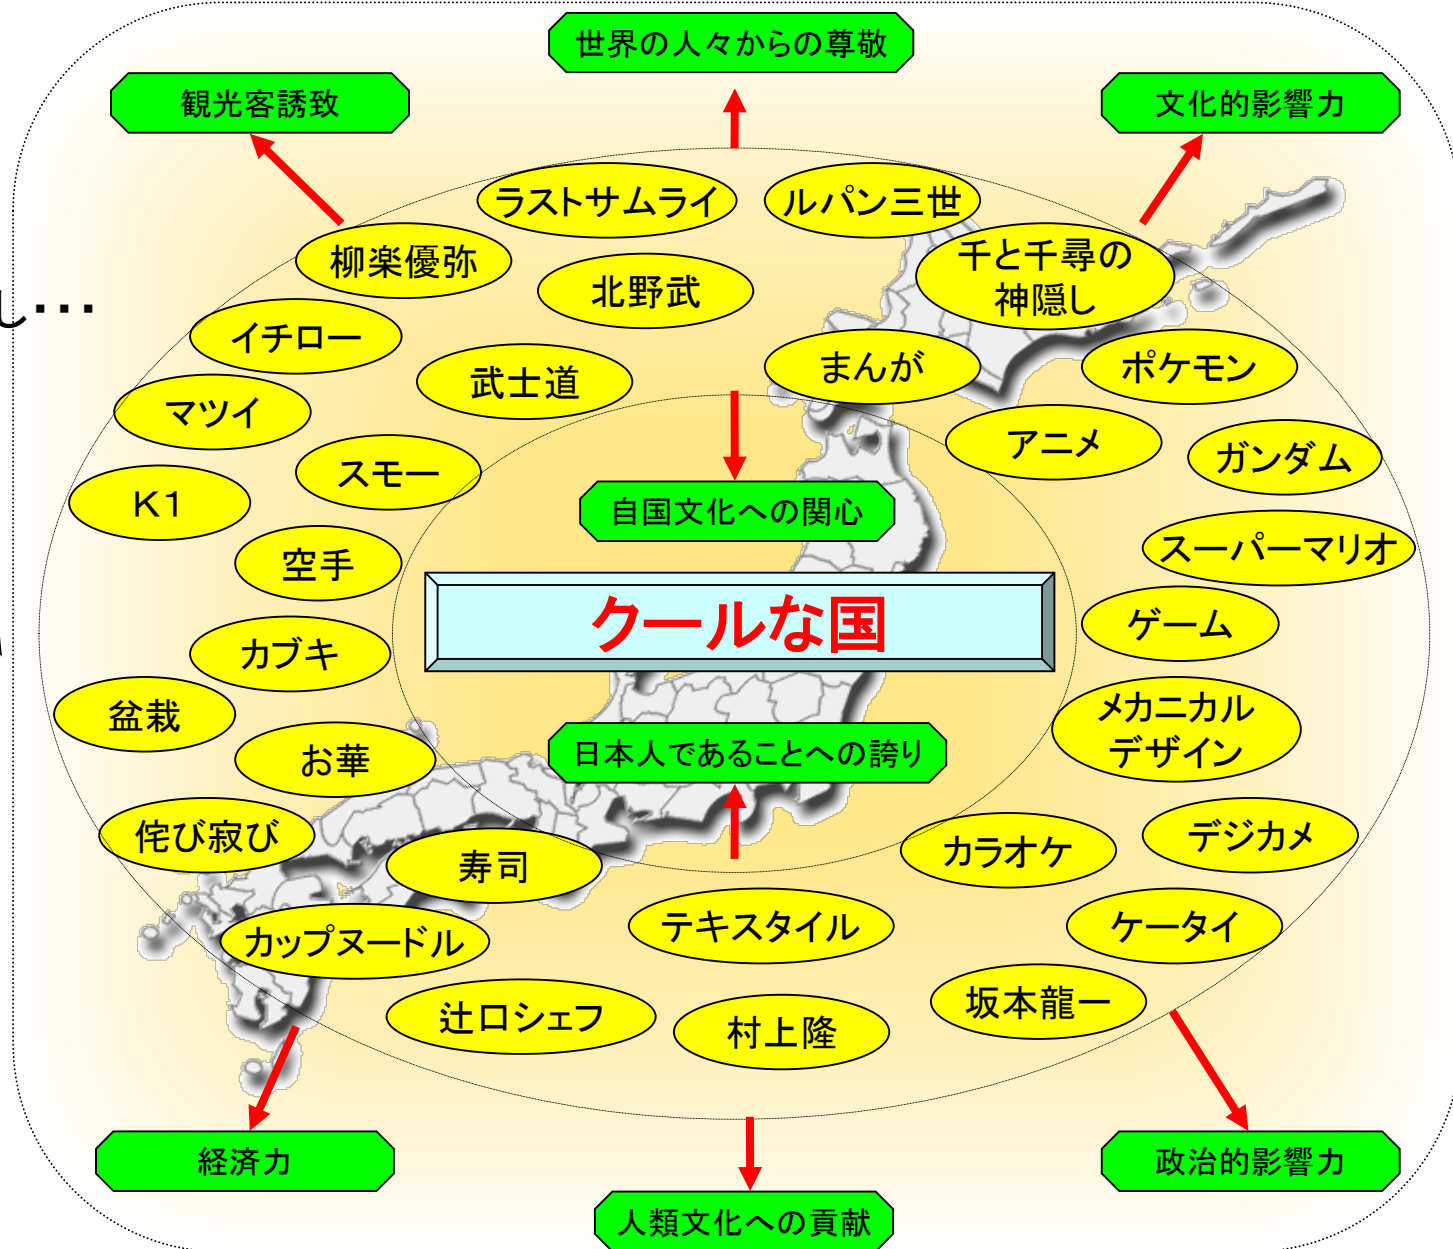 世界の人々からの尊敬
観光客誘致
文化的影響力
ラストサムライ
ルパン三世
柳楽優弥
千と千尋の
神隠し
北野武
し…
イチロー
まんが
ポケモン
武士道
マツイ
アニメ
ガンダム
スモー
K1
自国文化への関心
スーパーマリオ
空手
クールな国
ゲーム
カブキ
盆栽
メカニカル
デザイン
お華
日本人であることへの誇り
侘び寂び
デジカメ
カラオケ
寿司
カップヌードル
テキスタイル
ケータイ
坂本龍一
辻口シェフ
村上隆
経済力
政治的影響力
人類文化への貢献